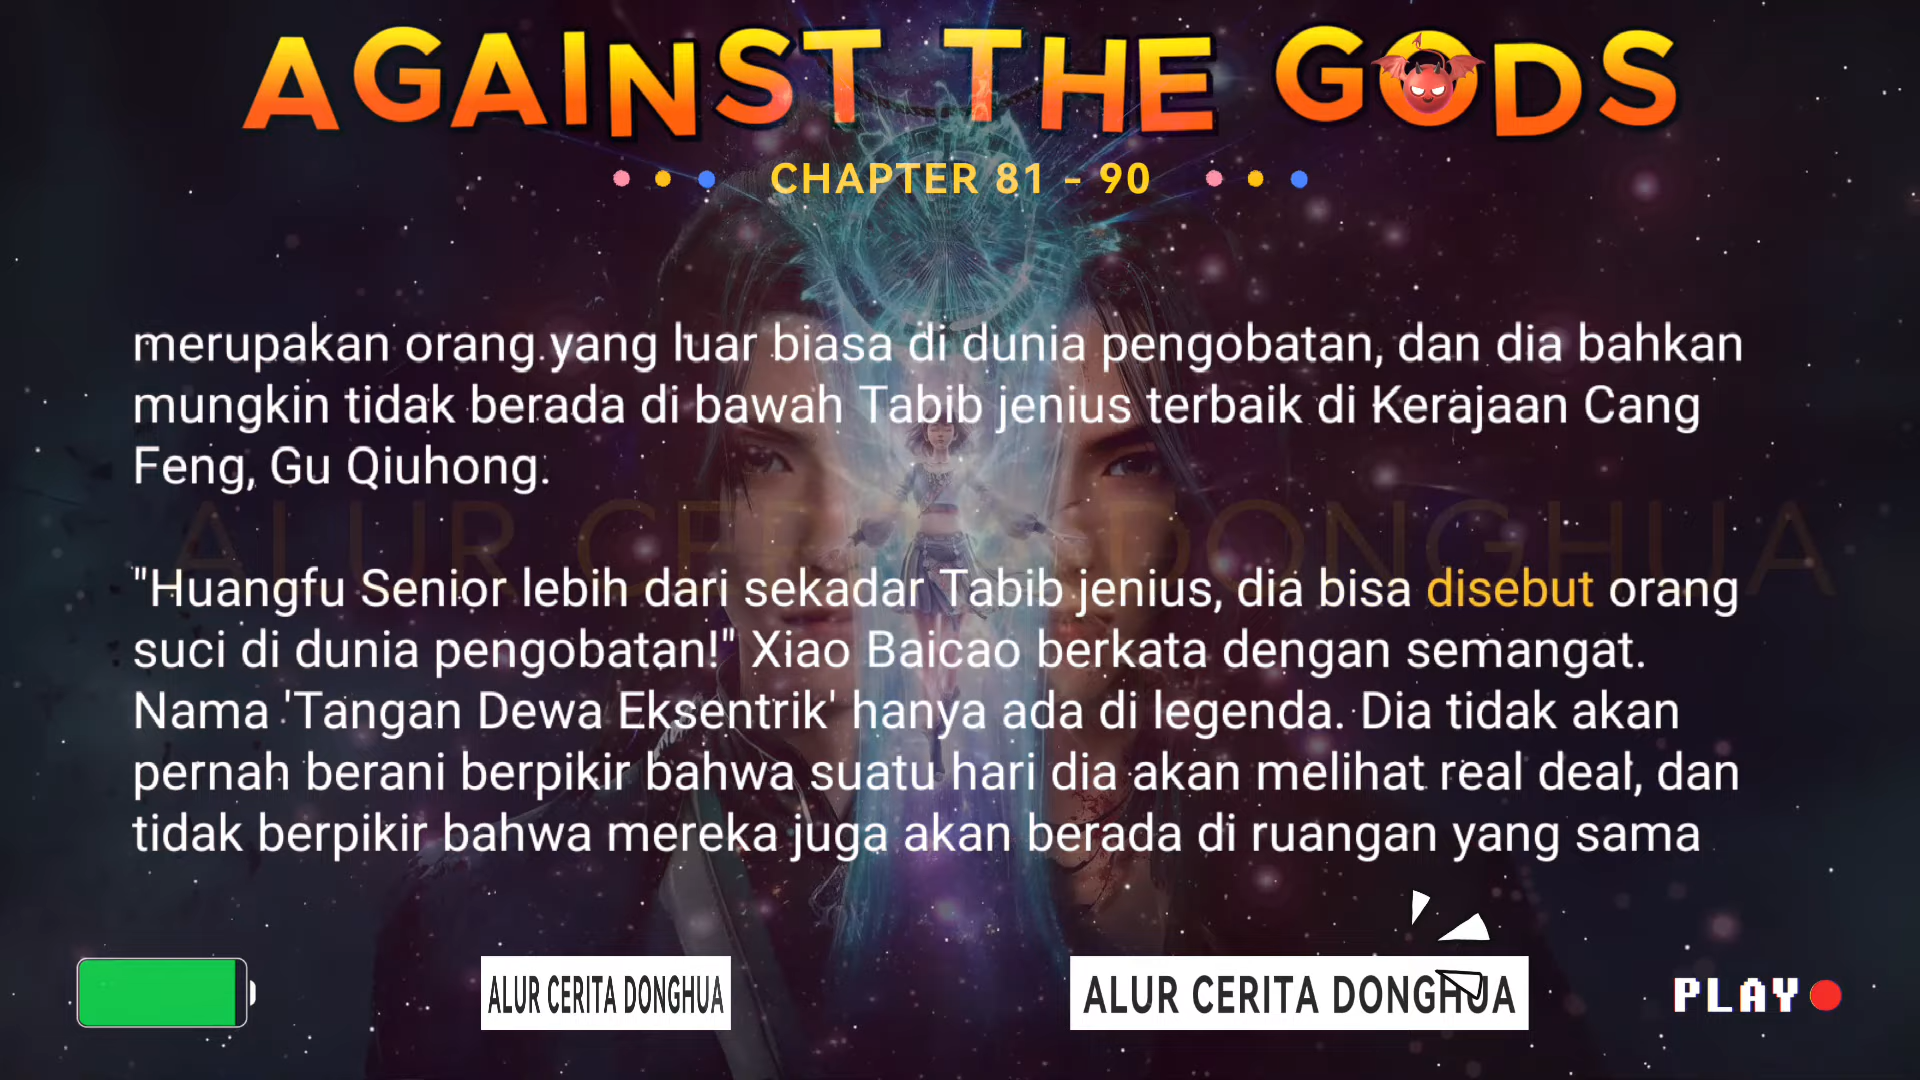 AGAINST THE GODS
CHAPTER 81 - 90
merupakan orang yang luar biasa di dunia pengobatan, dan dia bahkan
mungkin tidak berada di bawah Tabib jenius terbaik di Kerajaan Cang
Feng, Gu Qiuhong.
ALUR CERITA DONGHUA
"Huangfu Senior lebih dari sekadar Tabib jenius, dia bisa disebut orang
suci di dunia pengobatan!" Xiao Baicao berkata dengan semangat.
Nama 'Tangan Dewa Eksentrik' hanya ada di legenda. Dia tidak akan
pernah berani berpikir bahwa suatu hari dia akan melihat real deal, dan
tidak berpikir bahwa mereka juga akan berada di ruangan yang sama
ALUR CERITA DONGHUA
ALUR CERITA DONGHUA
PLAY